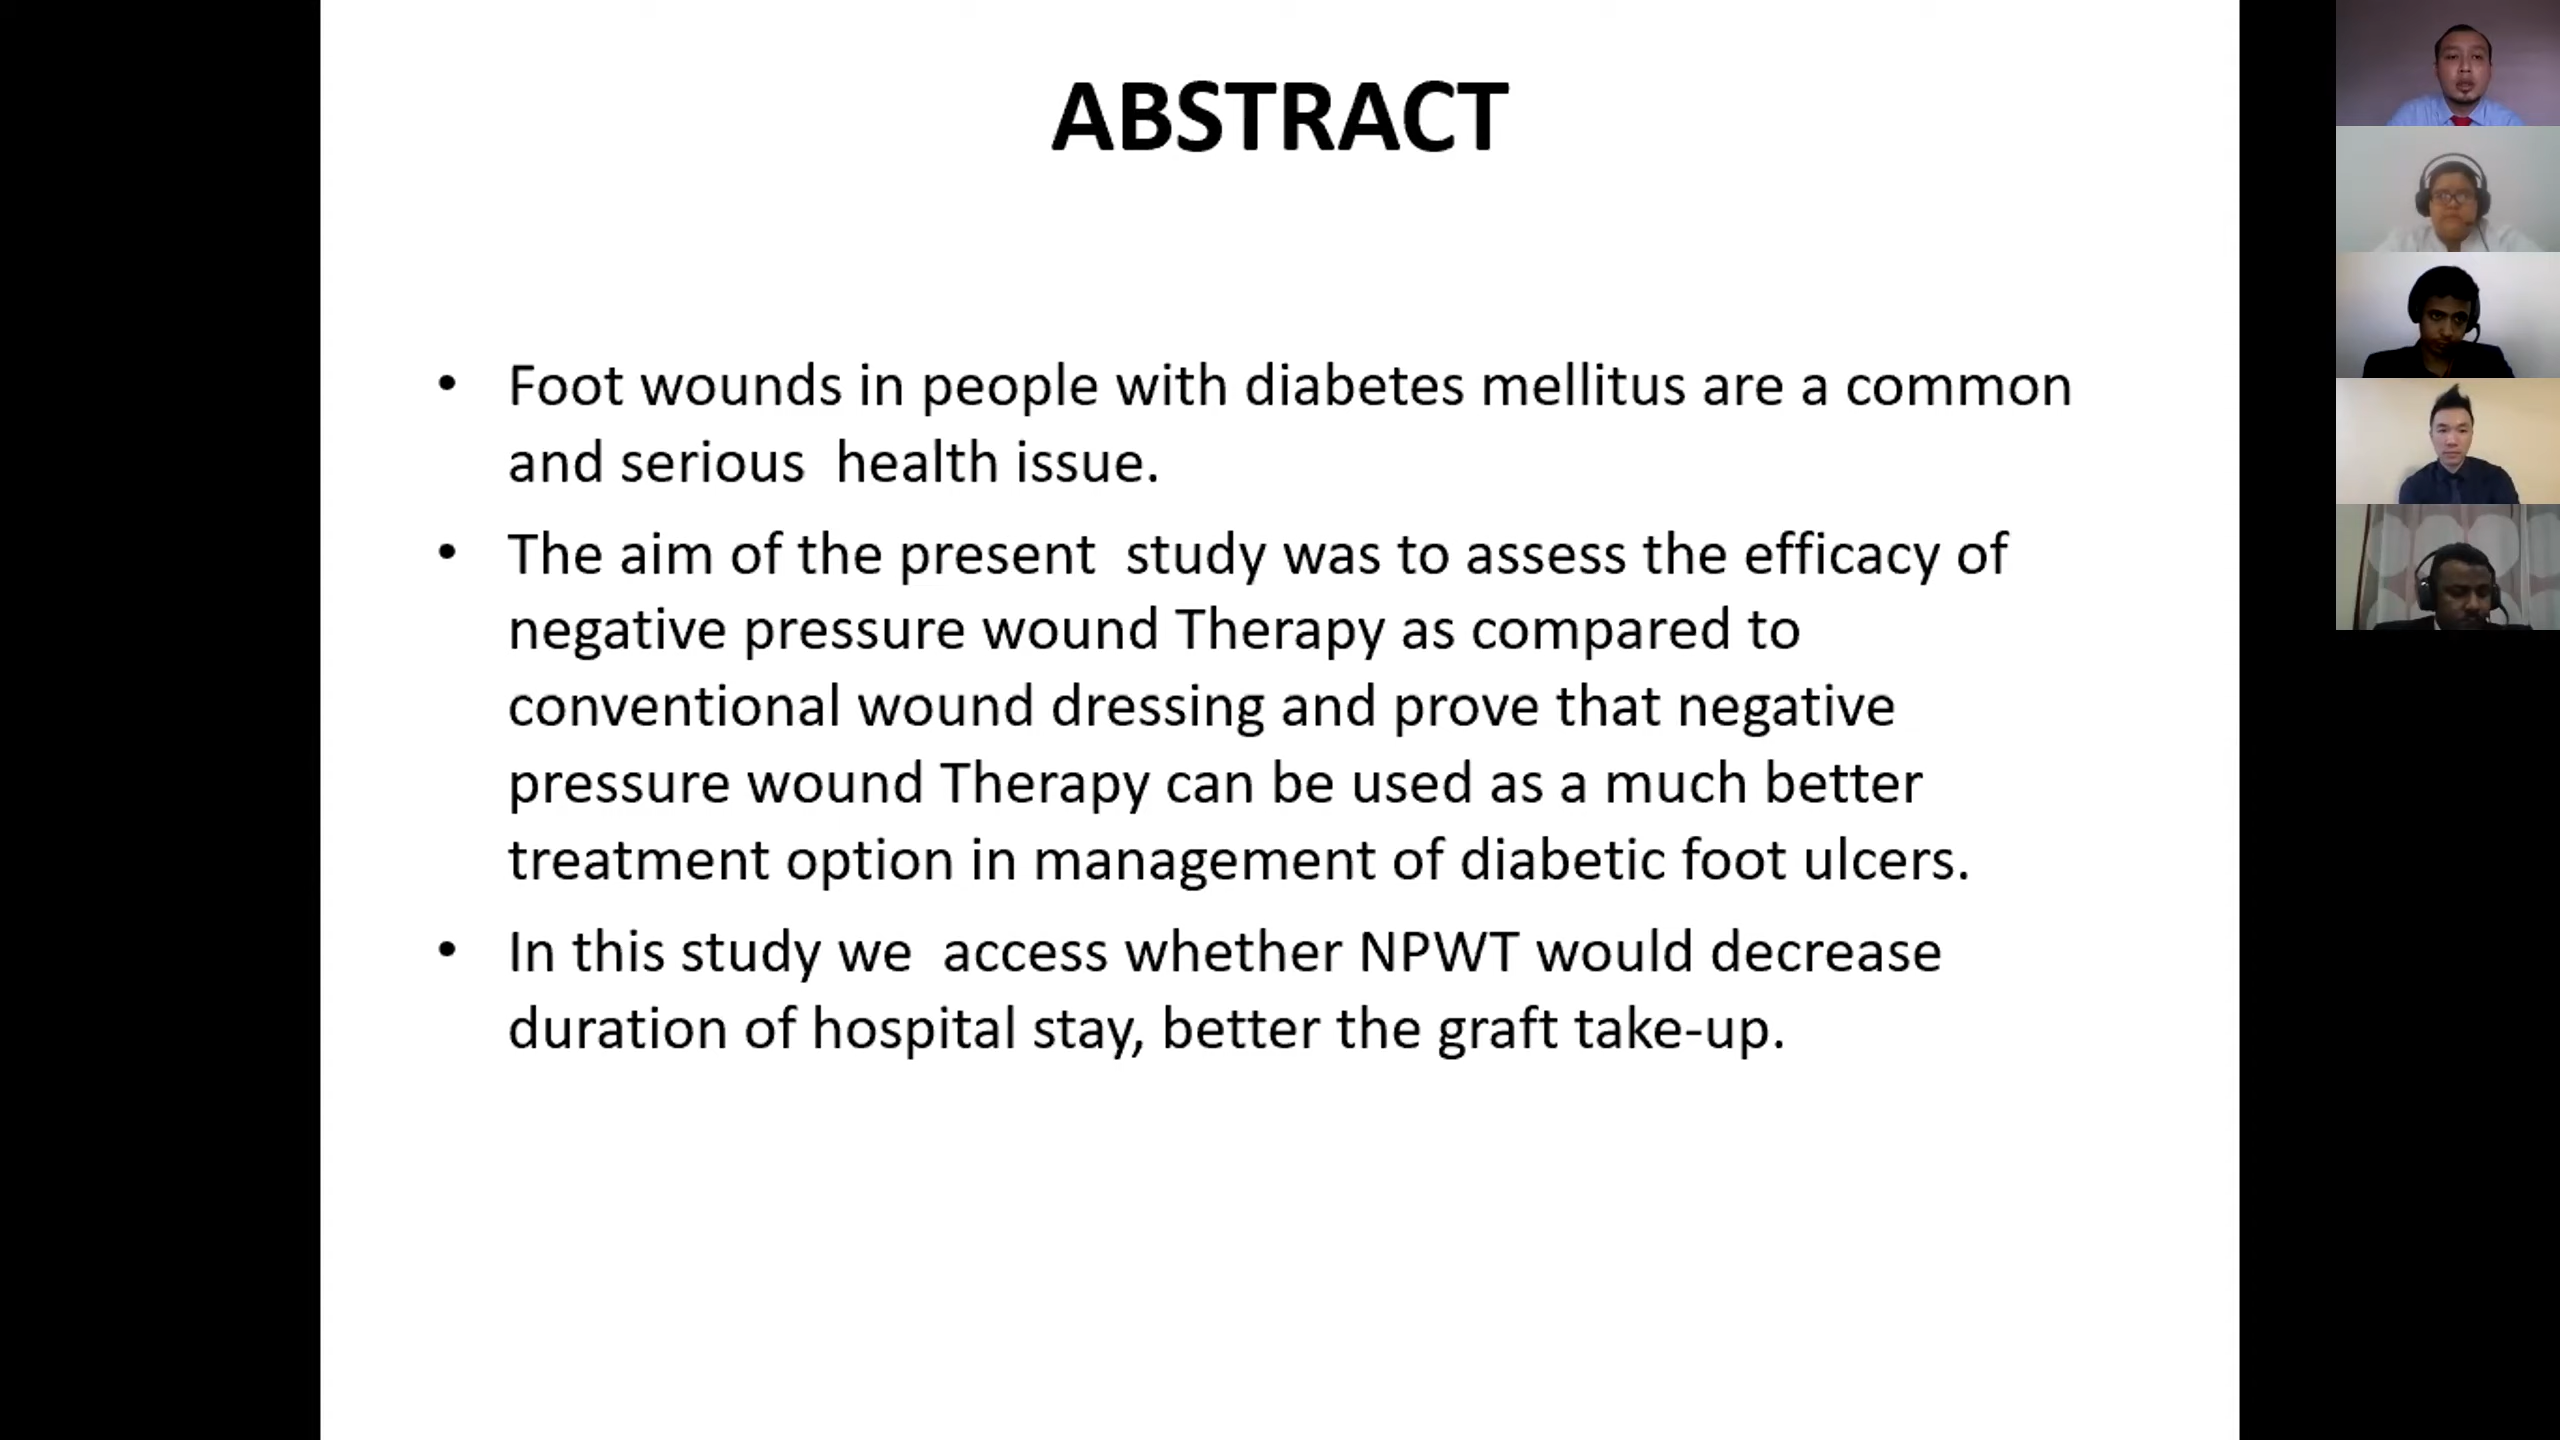 ABSTRACT
• Foot wounds in people with diabetes mellitus are a common
and serious  health issue.
• The aim of the present  study was to assess the efficacy of
negative pressure wound Therapy as compared to
conventional wound dressing and prove that negative
pressure wound Therapy can be used as a much better
treatment option in management of diabetic foot ulcers.
• In this study we  access whether NPWT would decrease
duration of hospital stay, better the graft take-up.